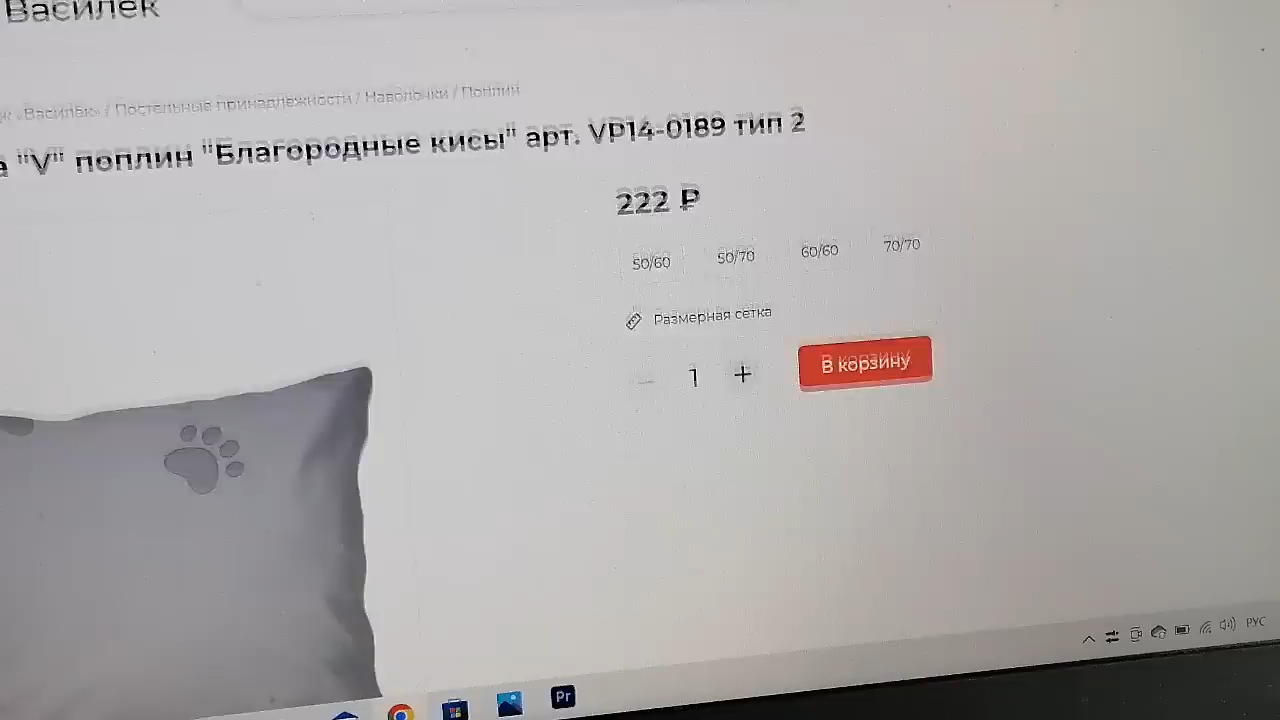 Василек
«Василек» / Постельные принадлежности / Наволочки / Поплин
"V" поплин "Благородные кисы" арт. VP14-0189 тип 2
222 ₽
50/60 50/70 60/60 70/70
Размерная сетка
− 1 + В корзину
РУС
Pr